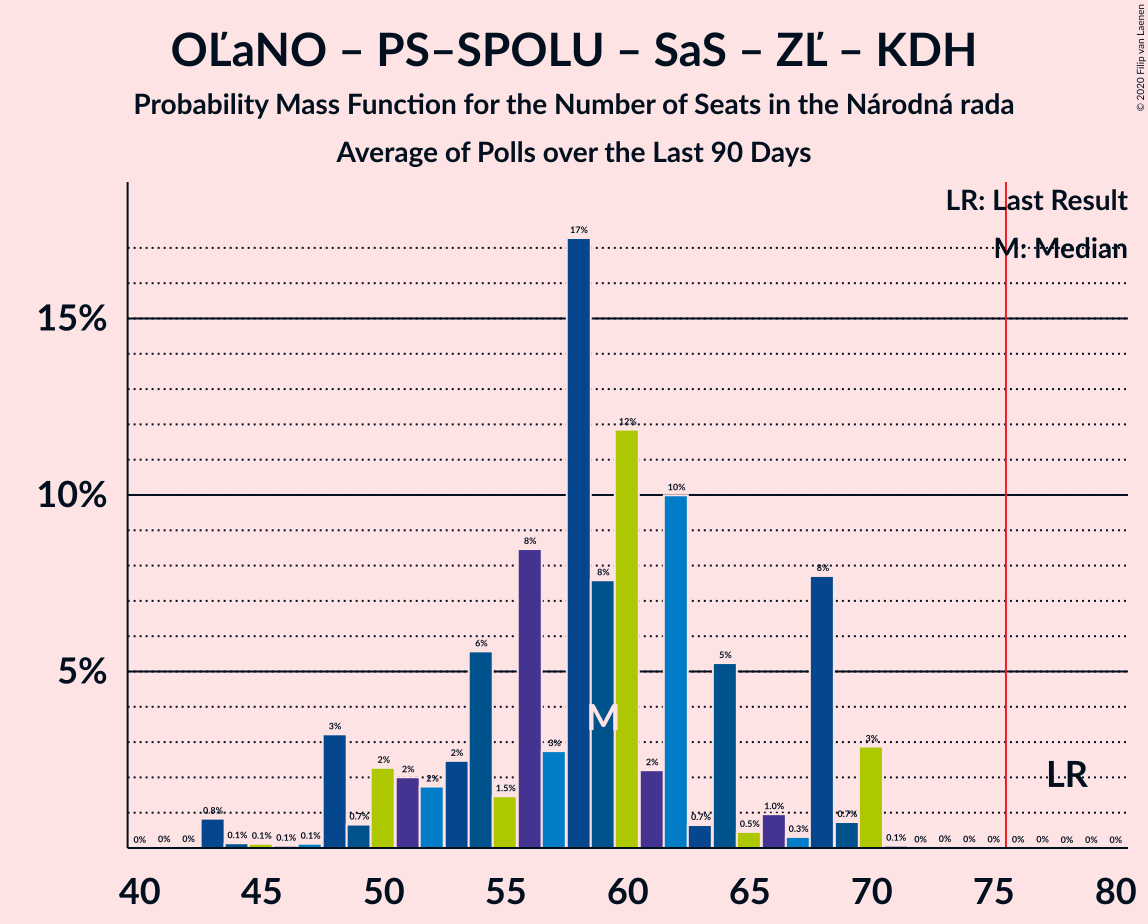 OĽaNO – PS–SPOLU – SaS – ZĽ – KDH
Probability Mass Function for the Number of Seats in the Národná rada
Average of Polls over the Last 90 Days
© 2020 Filip van Laenen
LR: Last Result
M: Median
15%
10%
5%
0% 0% 0% 0.8% 0.1% 0.1% 0.1% 0.1% 3% 0.7% 2% 2% 2% 2% 6% 1.5% 8% 3% 17% 8% 12% 2% 10% 0.7% 5% 0.5% 1.0% 0.3% 8% 0.7% 3% 0.1% 0% 0% 0% 0% 0% 0% 0% 0% 0%
M
LR
40 45 50 55 60 65 70 75 80